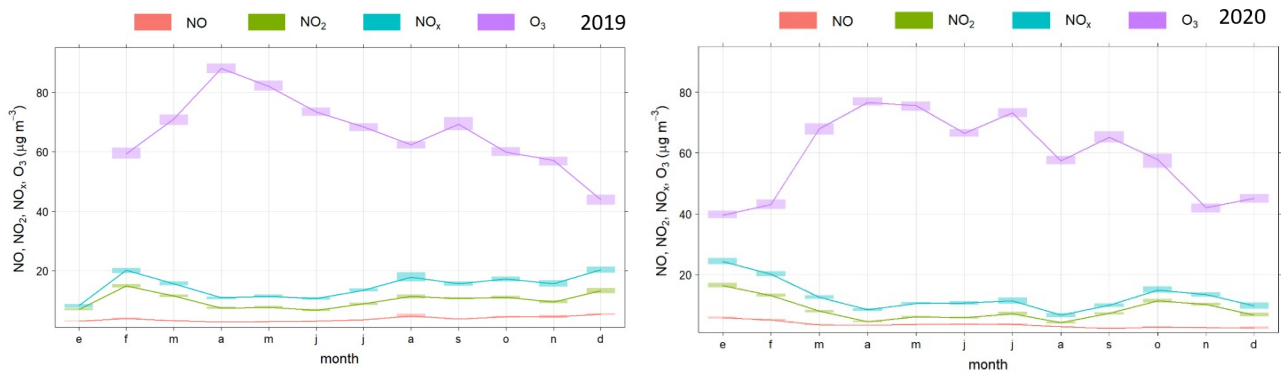 NO NO₂ NOₓ O₃ 2019
NO, NO₂, NOₓ, O₃ (μg m⁻³)
80
60
40
20
e f m a m j j a s o n d
month
NO NO₂ NOₓ O₃ 2020
NO, NO₂, NOₓ, O₃ (μg m⁻³)
80
60
40
20
e f m a m j j a s o n d
month